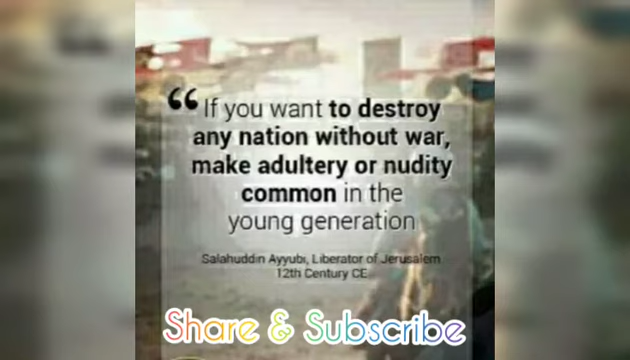 “ If you want to destroy
any nation without war,
make adultery or nudity
common in the
young generation
Salahuddin Ayyubi, Liberator of Jerusalem
12th Century CE
Share & Subscribe